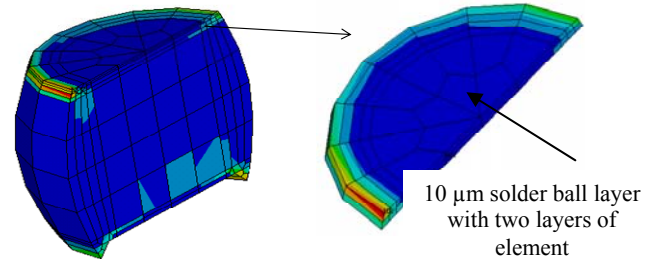 10 µm solder ball layer
with two layers of
element